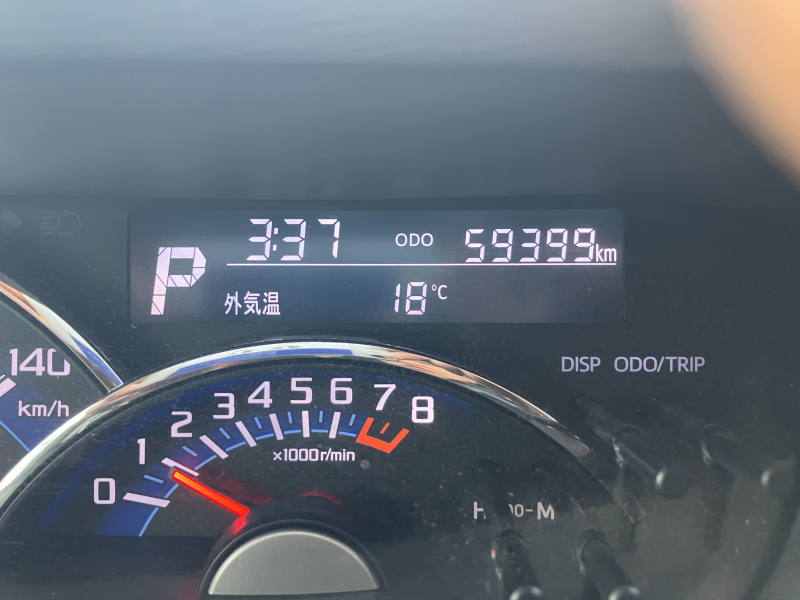 3:37 ODO 59399km
P
外気温 18℃
DISP ODO/TRIP
140
km/h
0 1 2 3 4 5 6 7 8
×1000r/min